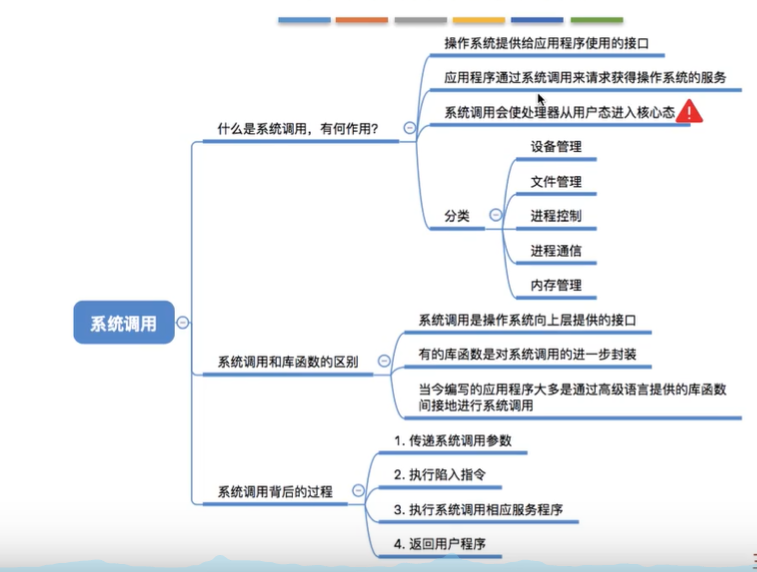 操作系统提供给应用程序使用的接口
应用程序通过系统调用来请求获得操作系统的服务
系统调用会使处理器从用户态进入核心态
什么是系统调用，有何作用？
设备管理
文件管理
分类
进程控制
进程通信
内存管理
系统调用
系统调用是操作系统向上层提供的接口
系统调用和库函数的区别
有的库函数是对系统调用的进一步封装
当今编写的应用程序大多是通过高级语言提供的库函数
间接地进行系统调用
1. 传递系统调用参数
2. 执行陷入指令
系统调用背后的过程
3. 执行系统调用相应服务程序
4. 返回用户程序